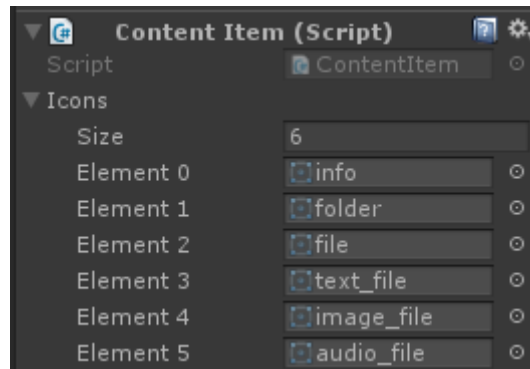 Content Item (Script)
Script ContentItem
Icons
Size 6
Element 0 info
Element 1 folder
Element 2 file
Element 3 text_file
Element 4 image_file
Element 5 audio_file